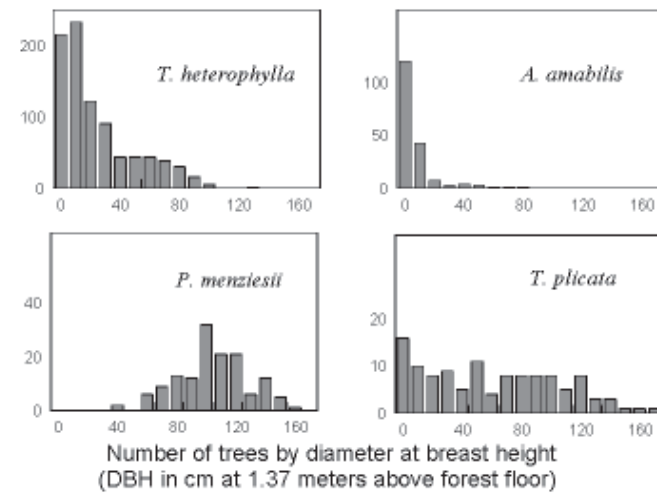 T. heterophylla
200
100
0
0 40 80 120 160
A. amabilis
100
50
0
0 40 80 120 160
P. menziesii
40
20
0
0 40 80 120 160
T. plicata
20
10
0
0 40 80 120 160
Number of trees by diameter at breast height
(DBH in cm at 1.37 meters above forest floor)